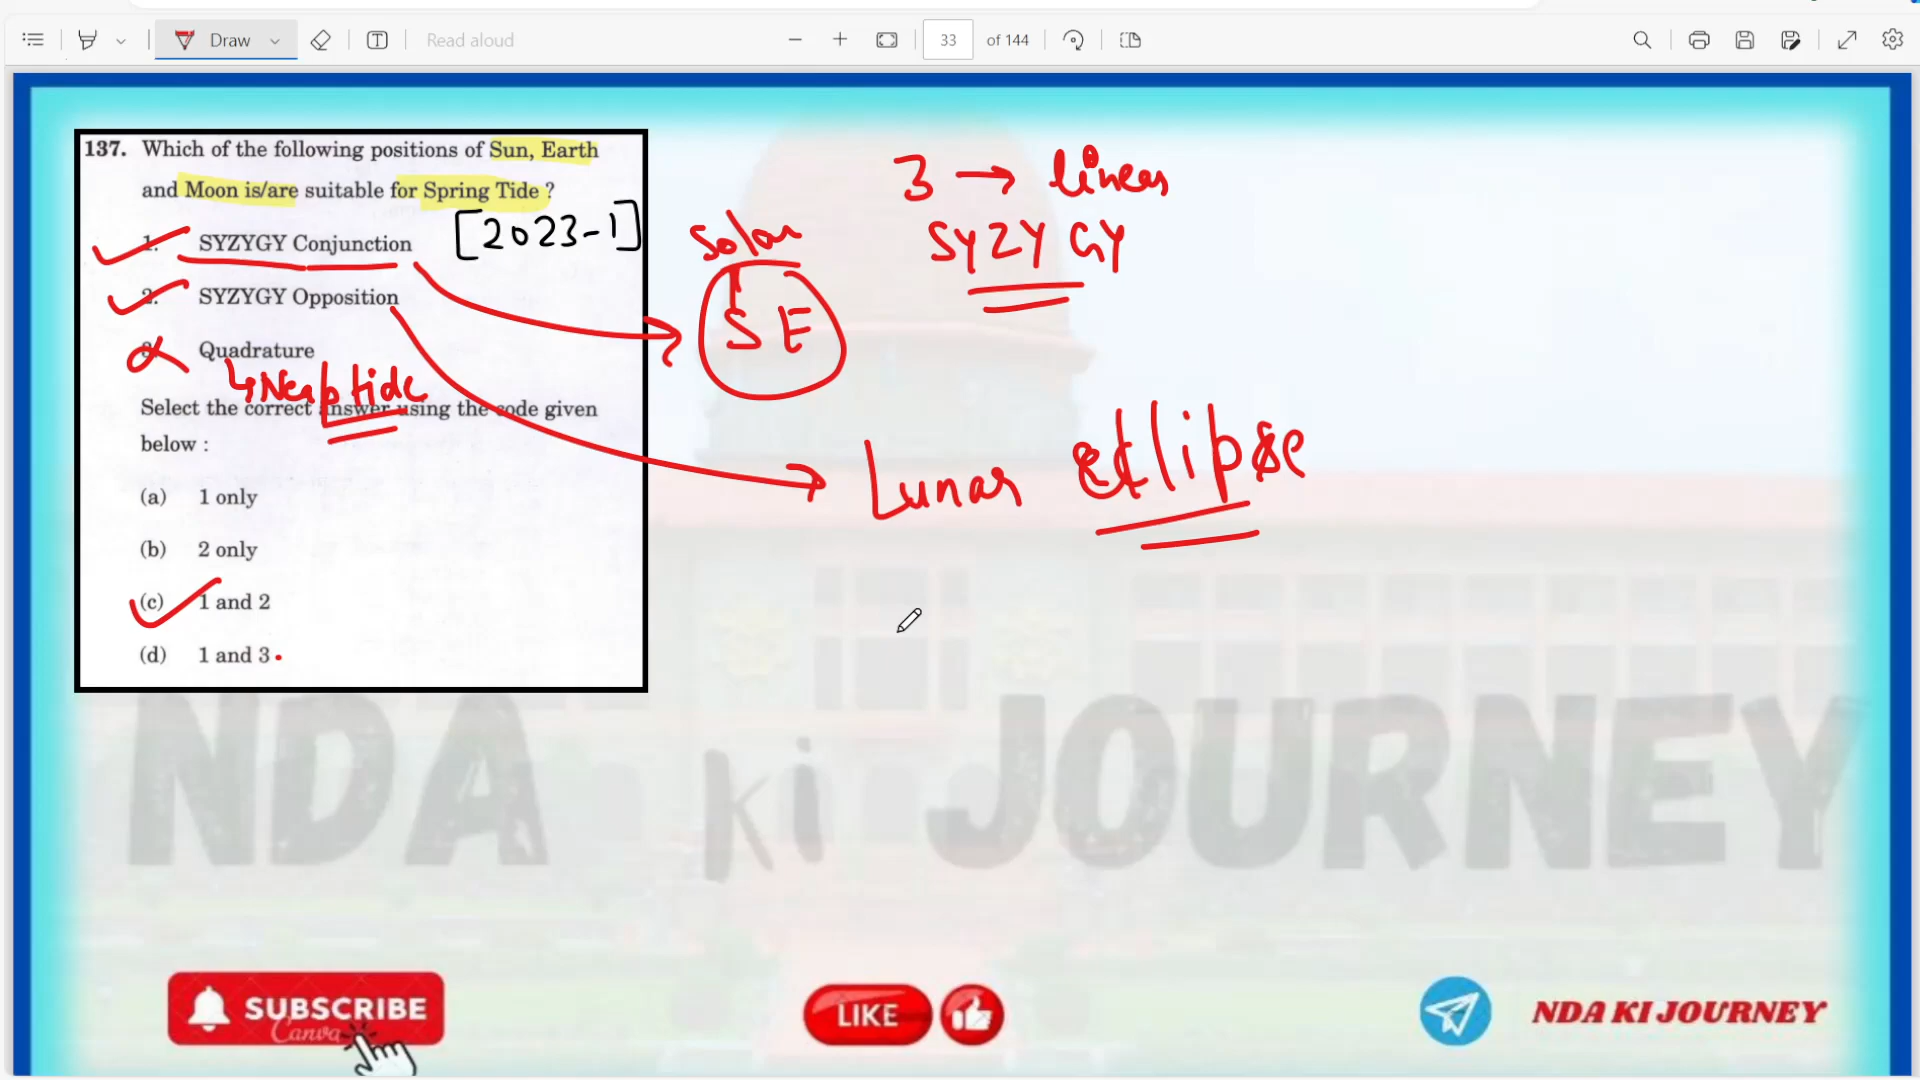 Draw
Read aloud
33 of 144
137. Which of the following positions of Sun, Earth
and Moon is/are suitable for Spring Tide ?
[2023-1]
1. SYZYGY Conjunction
2. SYZYGY Opposition
3. Quadrature
↳Neap tide
Select the correct answer using the code given
below :
(a) 1 only
(b) 2 only
(c) 1 and 2
(d) 1 and 3
3 → linear
SYZYGY
Solar
S E
Lunar
NDA KI JOURNEY
SUBSCRIBE
Canva
LIKE
NDA KI JOURNEY